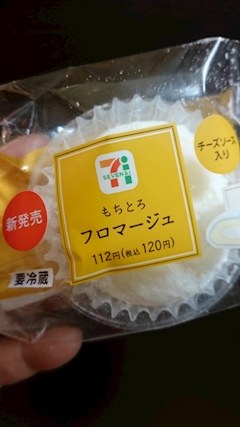 7
SEVEN&i
もちとろ
フロマージュ
112円(税込120円)
新発売
要冷蔵
チーズソース
入り